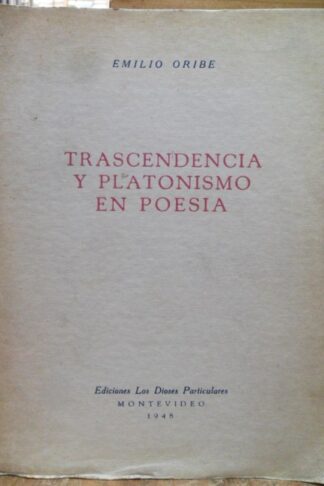 EMILIO ORIBE
TRASCENDENCIA
Y PLATONISMO
EN POESIA
Ediciones Los Dioses Particulares
MONTEVIDEO
1948